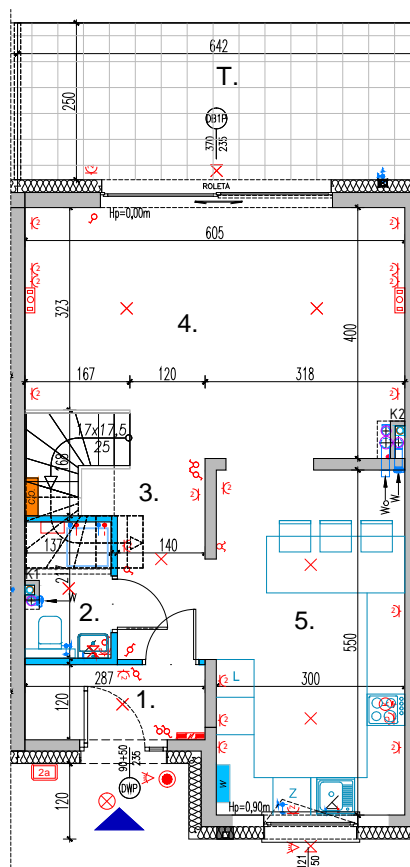 642
T.
250
DB1P
370
235
ROLETA
Hp=0,00m
605
323
4.
400
167
120
318
K2
17x17,5
25
168
3.
Wo
W
c.o.
137
140
2.
W
5.
550
L
287
300
1.
120
90+50
235
W
Z
2a
DWP
120
Hp=0,90m
121
50